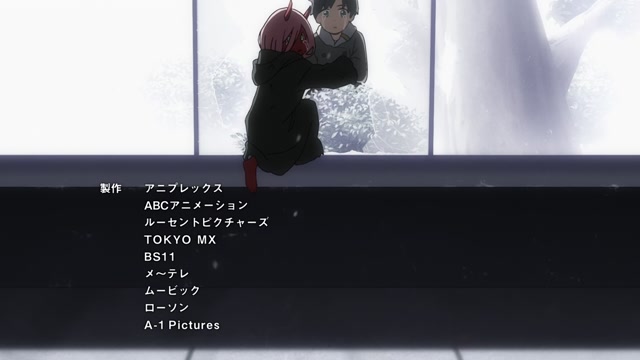 製作 アニプレックス
ABCアニメーション
ルーセントピクチャーズ
TOKYO MX
BS11
メ〜テレ
ムービック
ローソン
A-1 Pictures